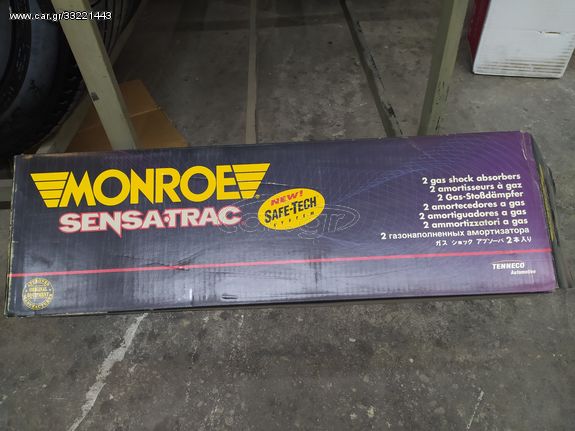 www.car.gr/33221443
MONROE
SENSA-TRAC
NEW!
SAFE-TECH
SYSTEM
2 gas shock absorbers
2 amortisseurs à gaz
2 Gas-Stoßdämpfer
2 amortecedores a gas
2 amortiguadores a gas
2 ammortizzatori a gas
2 газонаполненных амортизатора
ガス ショック アブソーバ 2本入り
TENNECO
Automotive